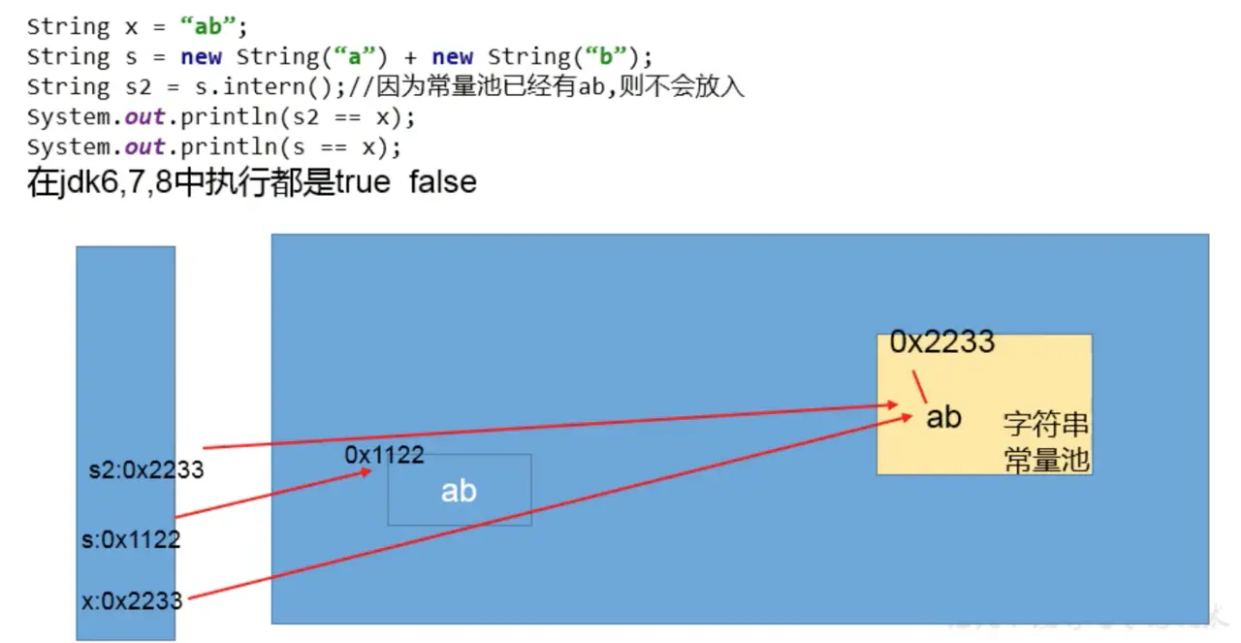 String x = “ab”;
String s = new String(“a”) + new String(“b”);
String s2 = s.intern();//因为常量池已经有ab,则不会放入
System.out.println(s2 == x);
System.out.println(s == x);
在jdk6,7,8中执行都是true  false
0x2233
ab
字符串
常量池
0x1122
ab
s2:0x2233
s:0x1122
x:0x2233